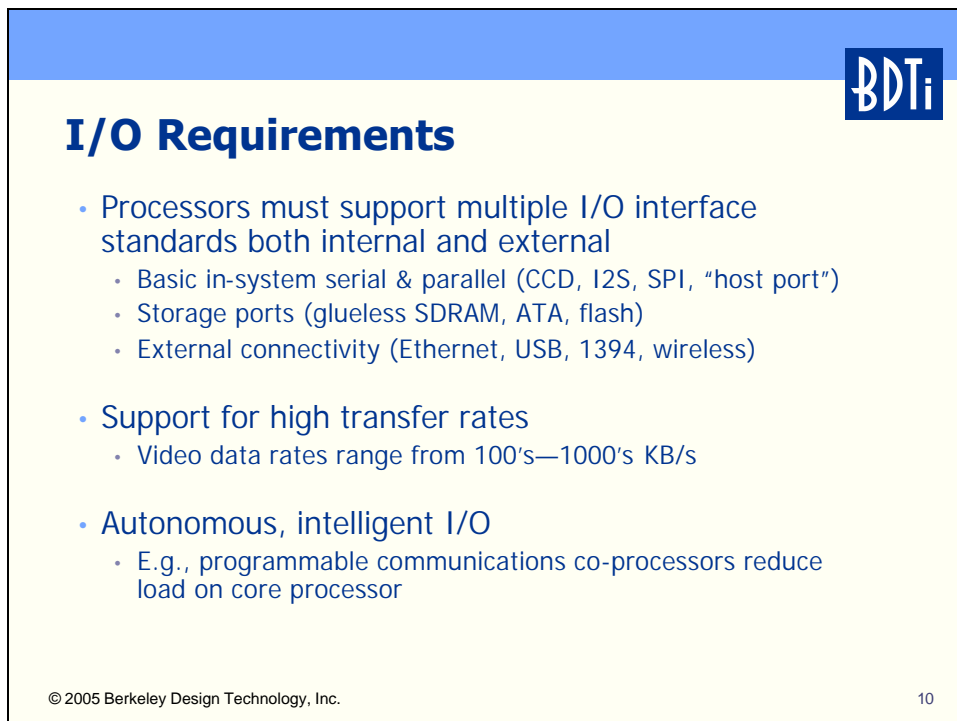 BDTi
I/O Requirements
• Processors must support multiple I/O interface
standards both internal and external
• Basic in-system serial & parallel (CCD, I2S, SPI, “host port”)
• Storage ports (glueless SDRAM, ATA, flash)
• External connectivity (Ethernet, USB, 1394, wireless)
• Support for high transfer rates
• Video data rates range from 100’s—1000’s KB/s
• Autonomous, intelligent I/O
• E.g., programmable communications co-processors reduce
load on core processor
© 2005 Berkeley Design Technology, Inc.
10